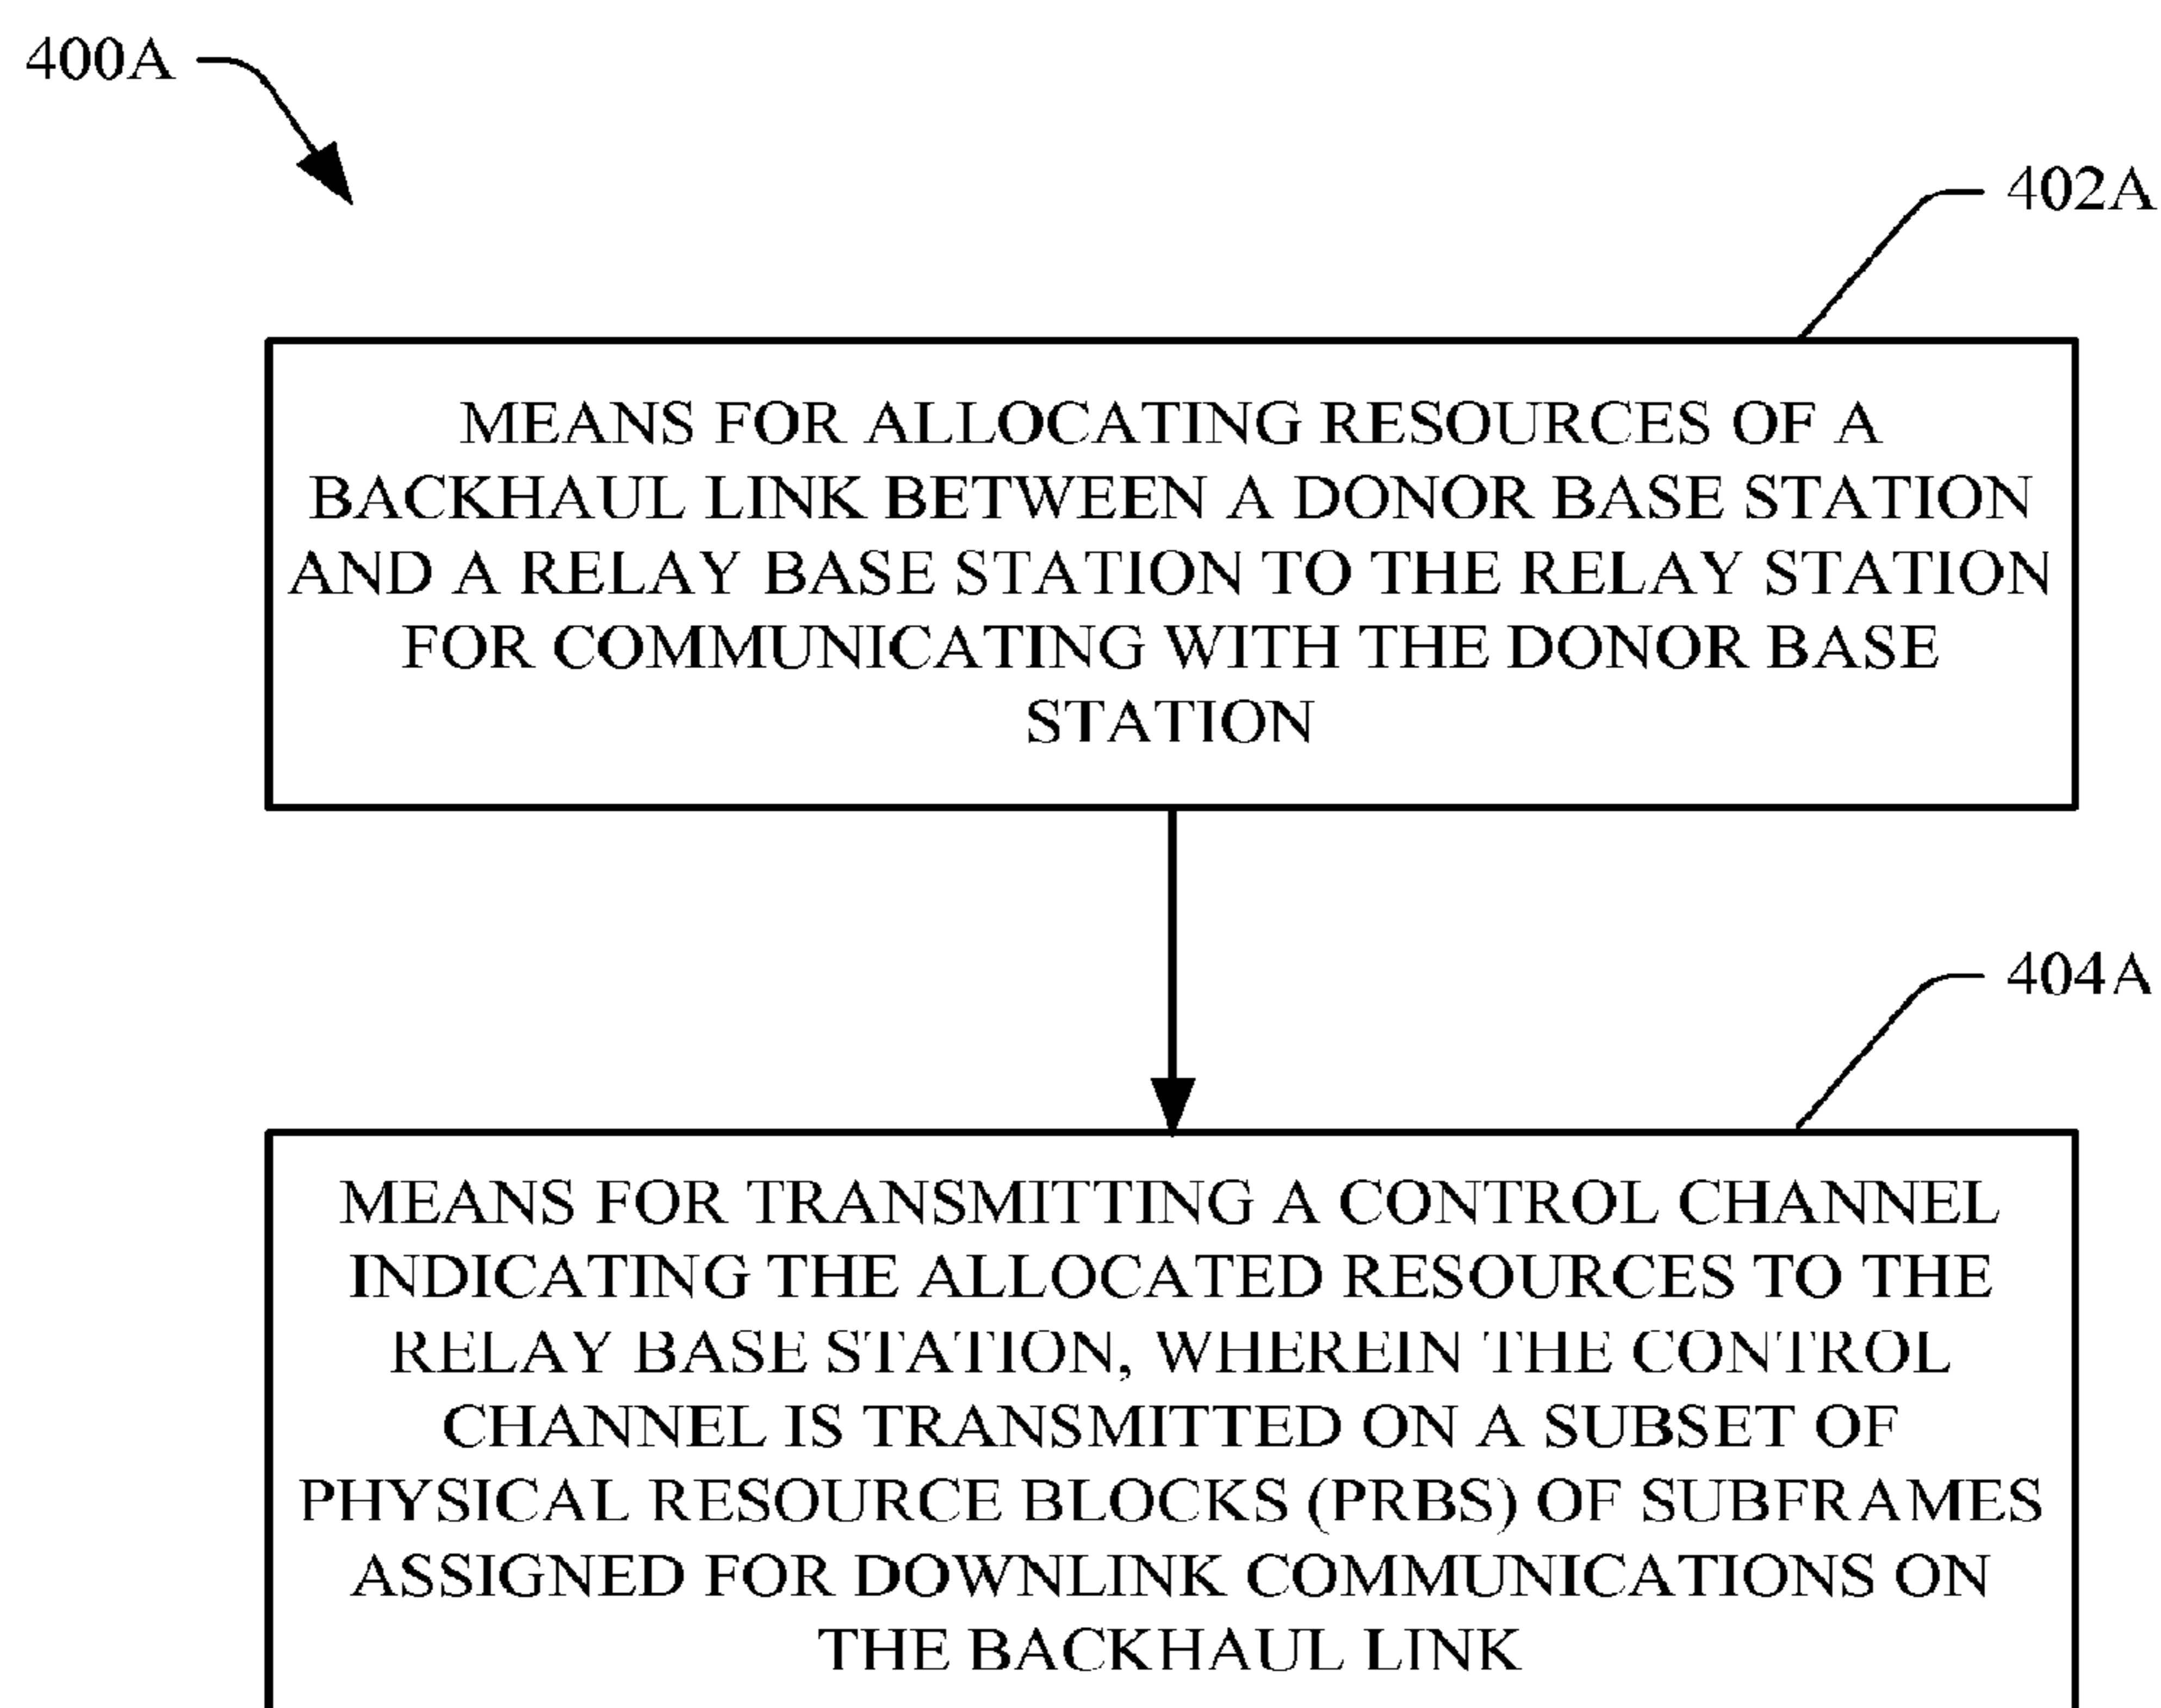 400A
402A
MEANS FOR ALLOCATING RESOURCES OF A
BACKHAUL LINK BETWEEN A DONOR BASE STATION
AND A RELAY BASE STATION TO THE RELAY STATION
FOR COMMUNICATING WITH THE DONOR BASE
STATION
404A
MEANS FOR TRANSMITTING A CONTROL CHANNEL
INDICATING THE ALLOCATED RESOURCES TO THE
RELAY BASE STATION, WHEREIN THE CONTROL
CHANNEL IS TRANSMITTED ON A SUBSET OF
PHYSICAL RESOURCE BLOCKS (PRBS) OF SUBFRAMES
ASSIGNED FOR DOWNLINK COMMUNICATIONS ON
THE BACKHAUL LINK